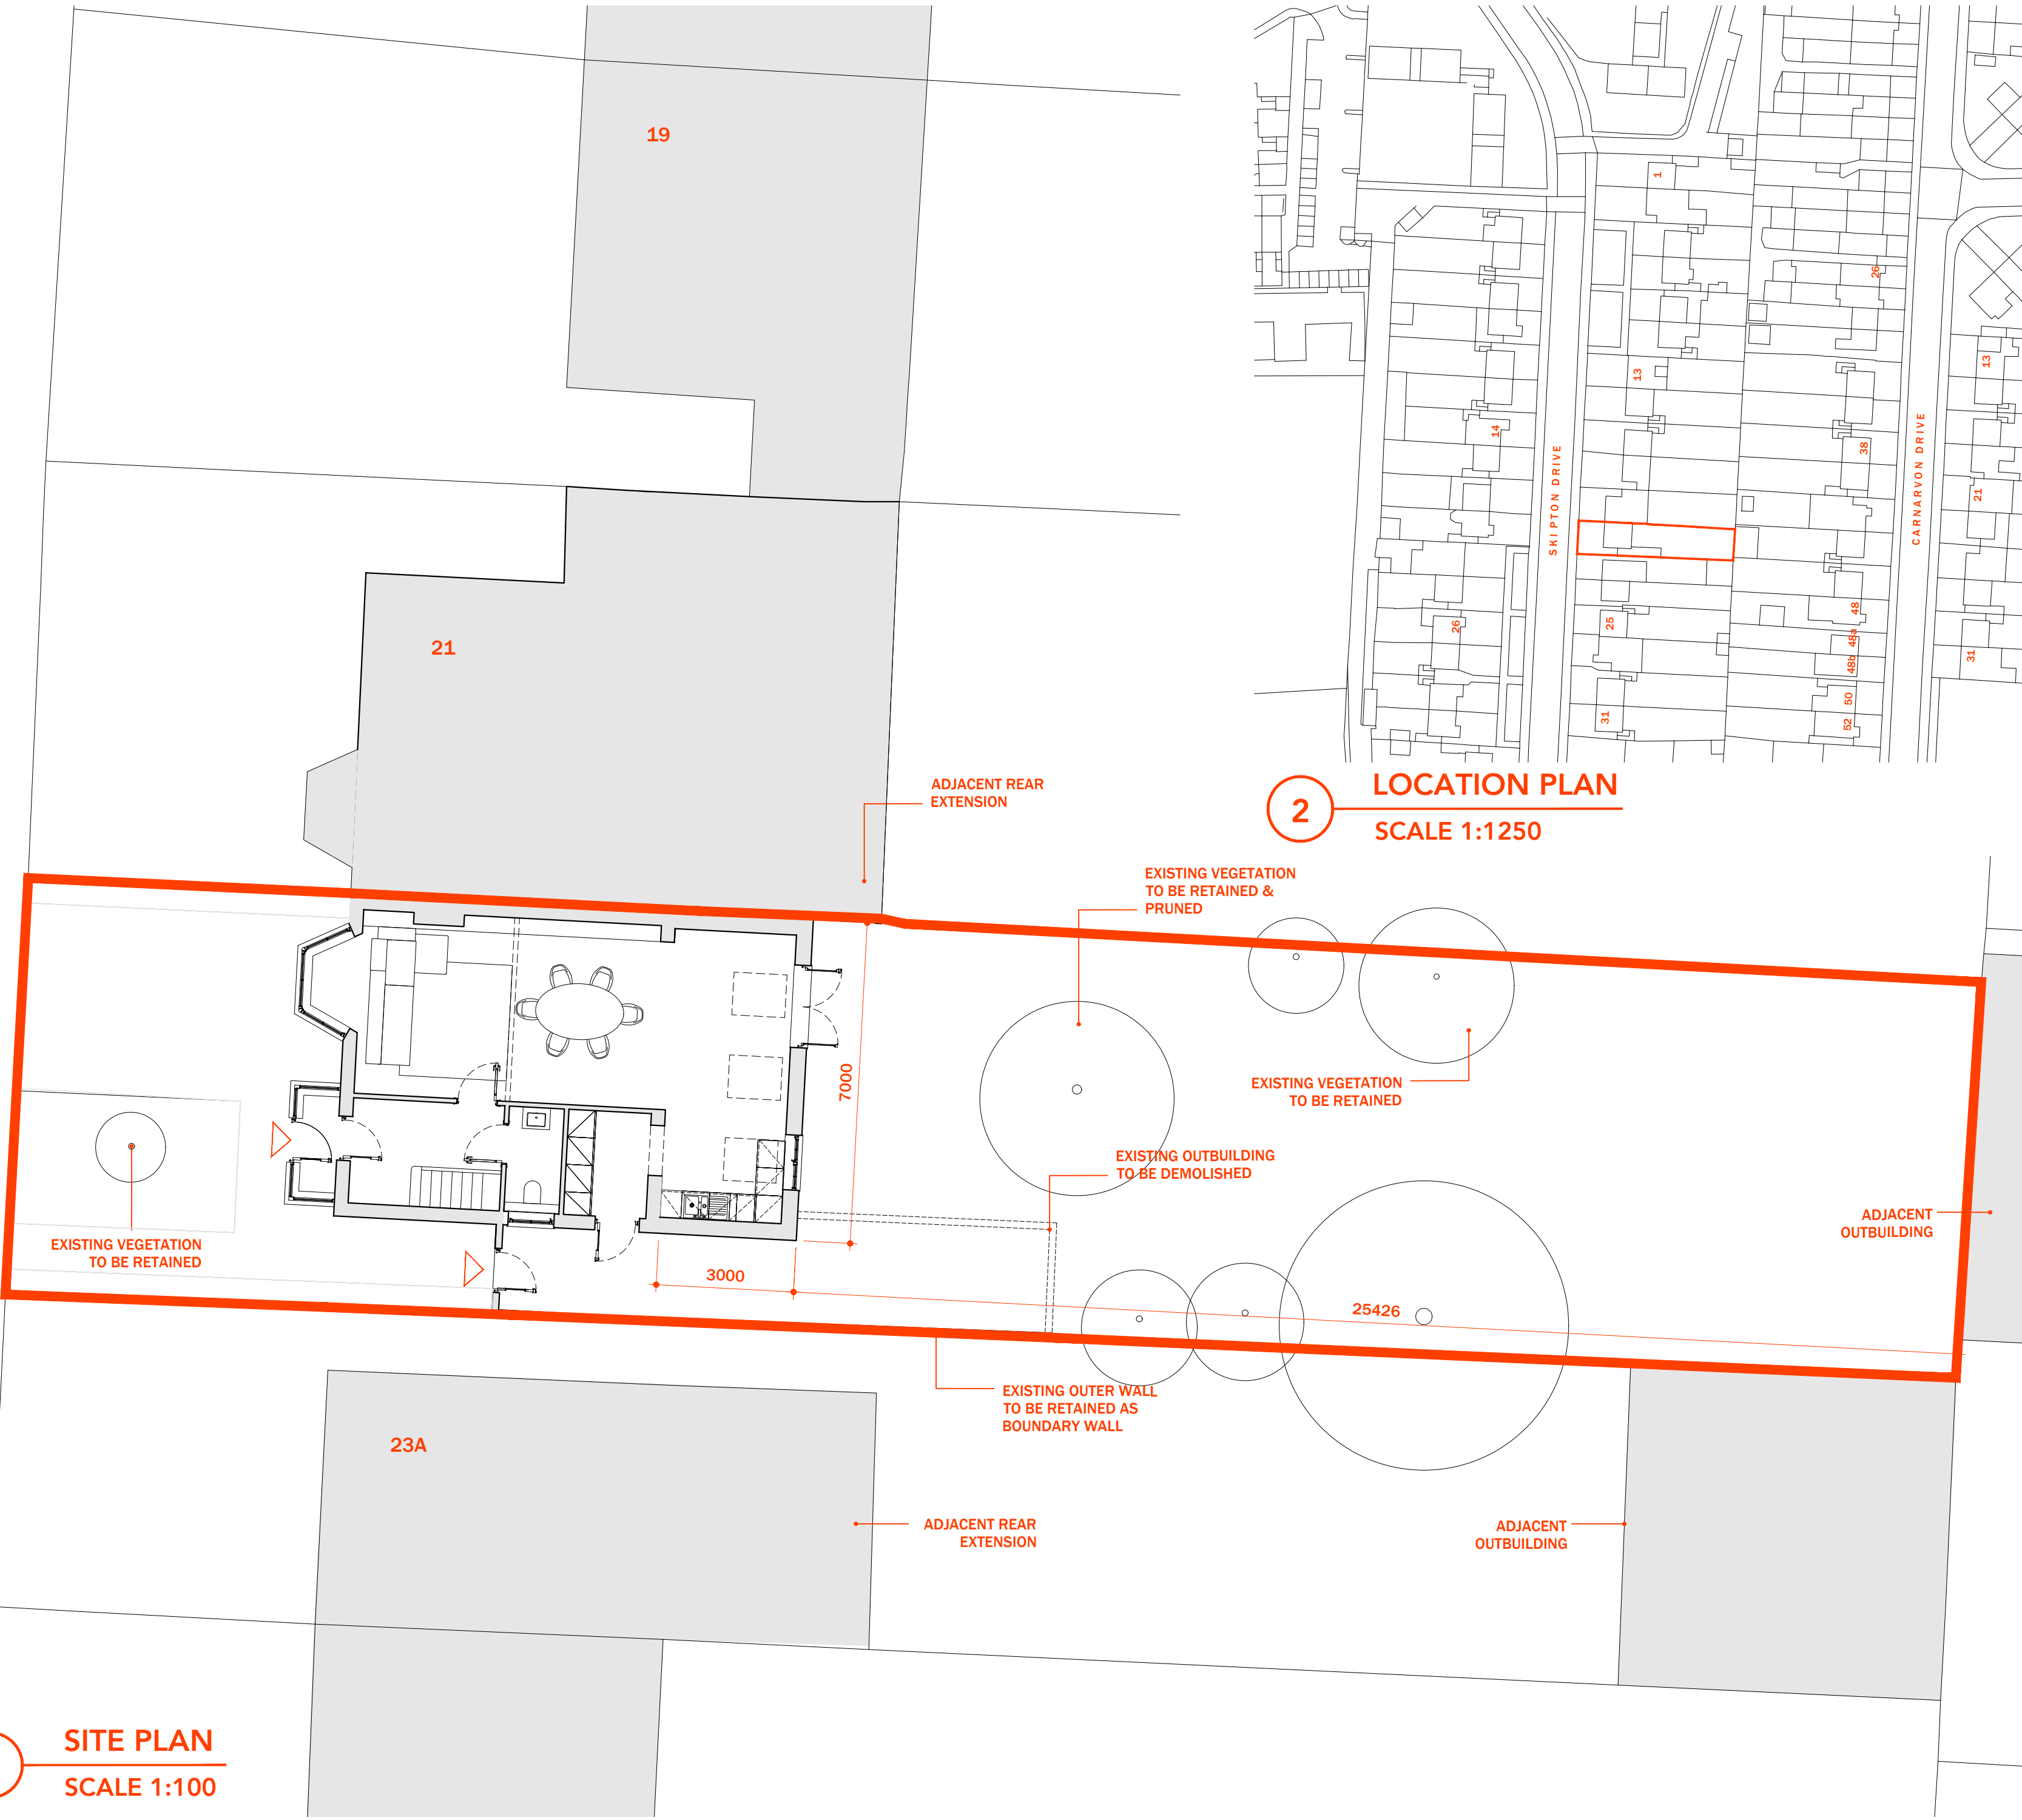 19
21
ADJACENT REAR
EXTENSION
EXISTING VEGETATION
TO BE RETAINED &
PRUNED
EXISTING VEGETATION
TO BE RETAINED
7000
EXISTING OUTBUILDING
TO BE DEMOLISHED
ADJACENT
OUTBUILDING
EXISTING VEGETATION
TO BE RETAINED
3000
25426
EXISTING OUTER WALL
TO BE RETAINED AS
BOUNDARY WALL
23A
ADJACENT REAR
EXTENSION
ADJACENT
OUTBUILDING
SITE PLAN
SCALE 1:100
1
26
13
13
14
38
SKIPTON DRIVE
CARNARVON DRIVE
21
26
25
48
48a
48b
31
50
52
31
2
LOCATION PLAN
SCALE 1:1250